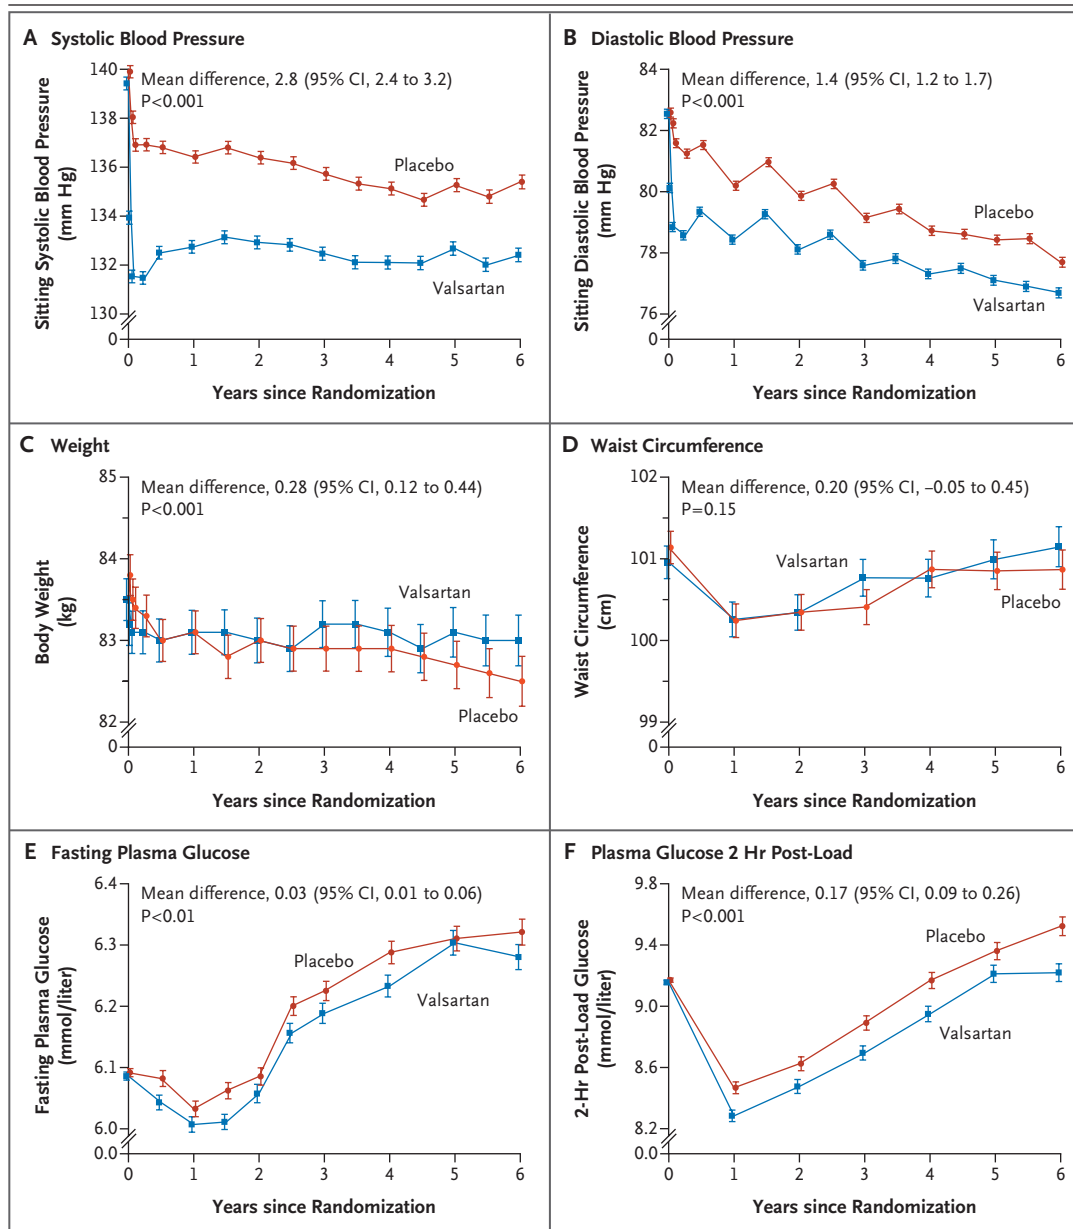 A Systolic Blood Pressure
Mean difference, 2.8 (95% CI, 2.4 to 3.2)
P<0.001
Sitting Systolic Blood Pressure
(mm Hg)
140
138
136
134
132
130
0
Placebo
Valsartan
0 1 2 3 4 5 6
Years since Randomization
B Diastolic Blood Pressure
Mean difference, 1.4 (95% CI, 1.2 to 1.7)
P<0.001
Sitting Diastolic Blood Pressure
(mm Hg)
84
82
80
78
76
0
Placebo
Valsartan
0 1 2 3 4 5 6
Years since Randomization
C Weight
Mean difference, 0.28 (95% CI, 0.12 to 0.44)
P<0.001
Body Weight
(kg)
85
84
83
82
0
Valsartan
Placebo
0 1 2 3 4 5 6
Years since Randomization
D Waist Circumference
Mean difference, 0.20 (95% CI, –0.05 to 0.45)
P=0.15
Waist Circumference
(cm)
102
101
100
99
0
Valsartan
Placebo
0 1 2 3 4 5 6
Years since Randomization
E Fasting Plasma Glucose
Mean difference, 0.03 (95% CI, 0.01 to 0.06)
P<0.01
Fasting Plasma Glucose
(mmol/liter)
6.4
6.3
6.2
6.1
6.0
0.0
Placebo
Valsartan
0 1 2 3 4 5 6
Years since Randomization
F Plasma Glucose 2 Hr Post-Load
Mean difference, 0.17 (95% CI, 0.09 to 0.26)
P<0.001
2-Hr Post-Load Glucose
(mmol/liter)
9.8
9.4
9.0
8.6
8.2
0.0
Placebo
Valsartan
0 1 2 3 4 5 6
Years since Randomization